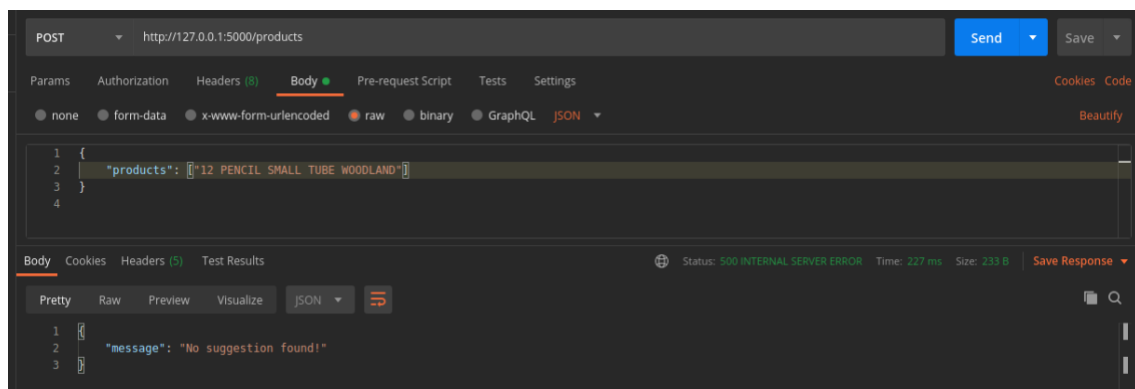 POST http://127.0.0.1:5000/products Send Save
Params Authorization Headers (8) Body Pre-request Script Tests Settings Cookies Code
none form-data x-www-form-urlencoded raw binary GraphQL JSON Beautify
1 {
2 "products": ["12 PENCIL SMALL TUBE WOODLAND"]
3 }
4
Body Cookies Headers (5) Test Results Status: 500 INTERNAL SERVER ERROR Time: 227 ms Size: 233 B Save Response
Pretty Raw Preview Visualize JSON
1 {
2 "message": "No suggestion found!"
3 }